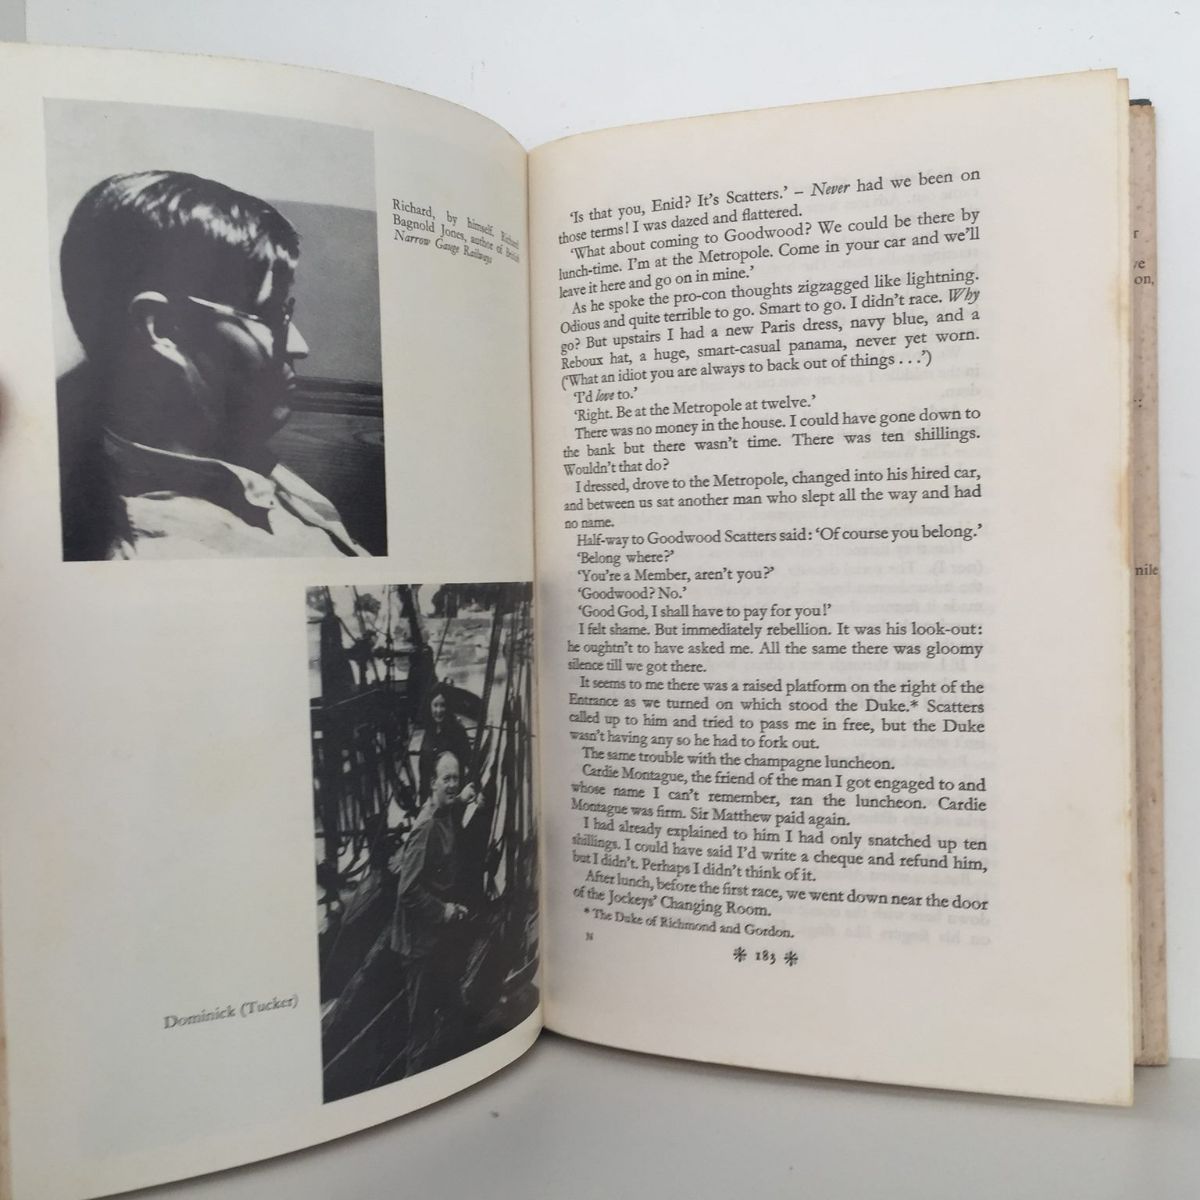 Richard, by himself. Richard
Bagnold Jones, author of British
Narrow Gauge Railways
Dominick (Tucker)
‘Is that you, Enid? It’s Scatters.’ – Never had we been on
those terms! I was dazed and flattered.
‘What about coming to Goodwood? We could be there by
lunch-time. I’m at the Metropole. Come in your car and we’ll
leave it here and go on in mine.’
As he spoke the pro-con thoughts zigzagged like lightning.
Odious and quite terrible to go. Smart to go. I didn’t race. Why
go? But upstairs I had a new Paris dress, navy blue, and a
Reboux hat, a huge, smart-casual panama, never yet worn.
(‘What an idiot you are always to back out of things . . .’)
‘I’d love to.’
‘Right. Be at the Metropole at twelve.’
There was no money in the house. I could have gone down to
the bank but there wasn’t time. There was ten shillings.
Wouldn’t that do?
I dressed, drove to the Metropole, changed into his hired car,
and between us sat another man who slept all the way and had
no name.
Half-way to Goodwood Scatters said: ‘Of course you belong.’
‘Belong where?’
‘You’re a Member, aren’t you?’
‘Goodwood? No.’
‘Good God, I shall have to pay for you!’
I felt shame. But immediately rebellion. It was his look-out:
he oughtn’t to have asked me. All the same there was gloomy
silence till we got there.
It seems to me there was a raised platform on the right of the
Entrance as we turned on which stood the Duke.* Scatters
called up to him and tried to pass me in free, but the Duke
wasn’t having any so he had to fork out.
The same trouble with the champagne luncheon.
Cardie Montague, the friend of the man I got engaged to and
whose name I can’t remember, ran the luncheon. Cardie
Montague was firm. Sir Matthew paid again.
I had already explained to him I had only snatched up ten
shillings. I could have said I’d write a cheque and refund him,
but I didn’t. Perhaps I didn’t think of it.
After lunch, before the first race, we went down near the door
of the Jockeys’ Changing Room.
* The Duke of Richmond and Gordon.
N
183
r
ve
on,
nile